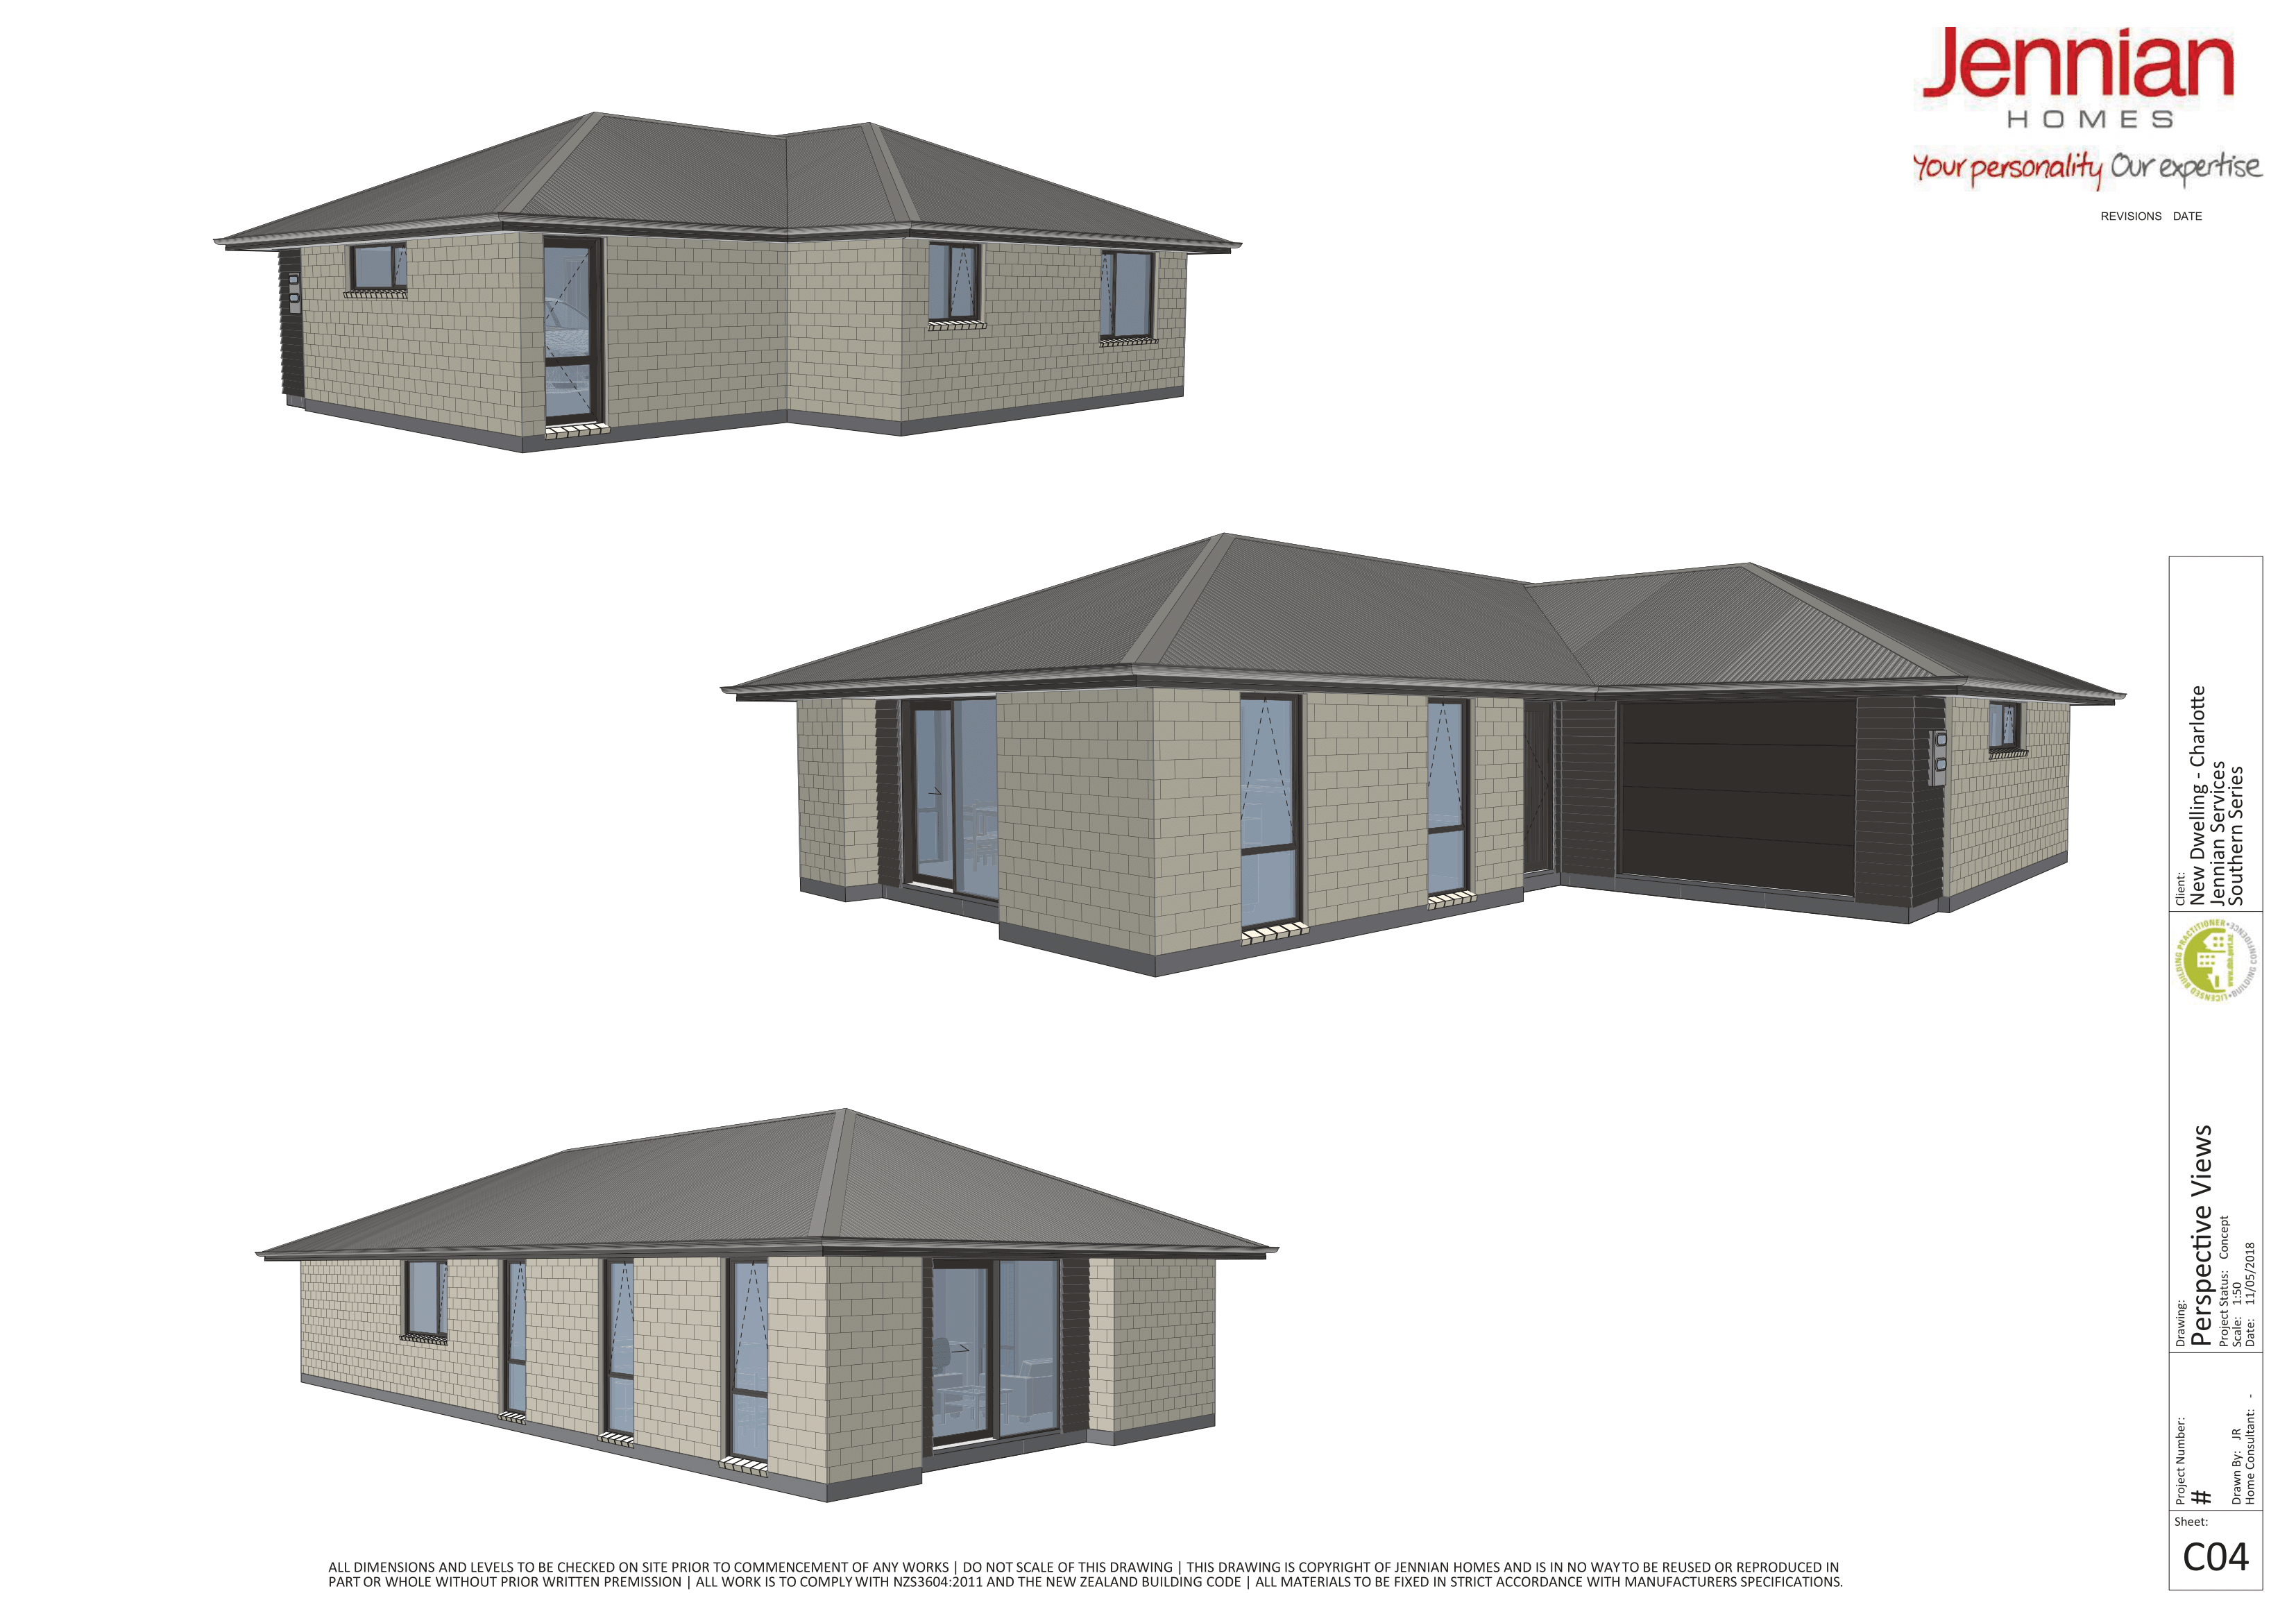 Jennian
HOMES
Your personality Our expertise
REVISIONS DATE
Client:
New Dwelling - Charlotte
Jennian Services
Southern Series
LICENSED BUILDING PRACTITIONER • BUILDING CONFIDENCE •
www.dbh.govt.nz
Drawing:
Perspective Views
Project Status: Concept
Scale: 1:50
Date: 11/05/2018
Project Number:
#
Drawn By: JR
Home Consultant: -
Sheet:
C04
ALL DIMENSIONS AND LEVELS TO BE CHECKED ON SITE PRIOR TO COMMENCEMENT OF ANY WORKS | DO NOT SCALE OF THIS DRAWING | THIS DRAWING IS COPYRIGHT OF JENNIAN HOMES AND IS IN NO WAY TO BE REUSED OR REPRODUCED IN
PART OR WHOLE WITHOUT PRIOR WRITTEN PREMISSION | ALL WORK IS TO COMPLY WITH NZS3604:2011 AND THE NEW ZEALAND BUILDING CODE | ALL MATERIALS TO BE FIXED IN STRICT ACCORDANCE WITH MANUFACTURERS SPECIFICATIONS.